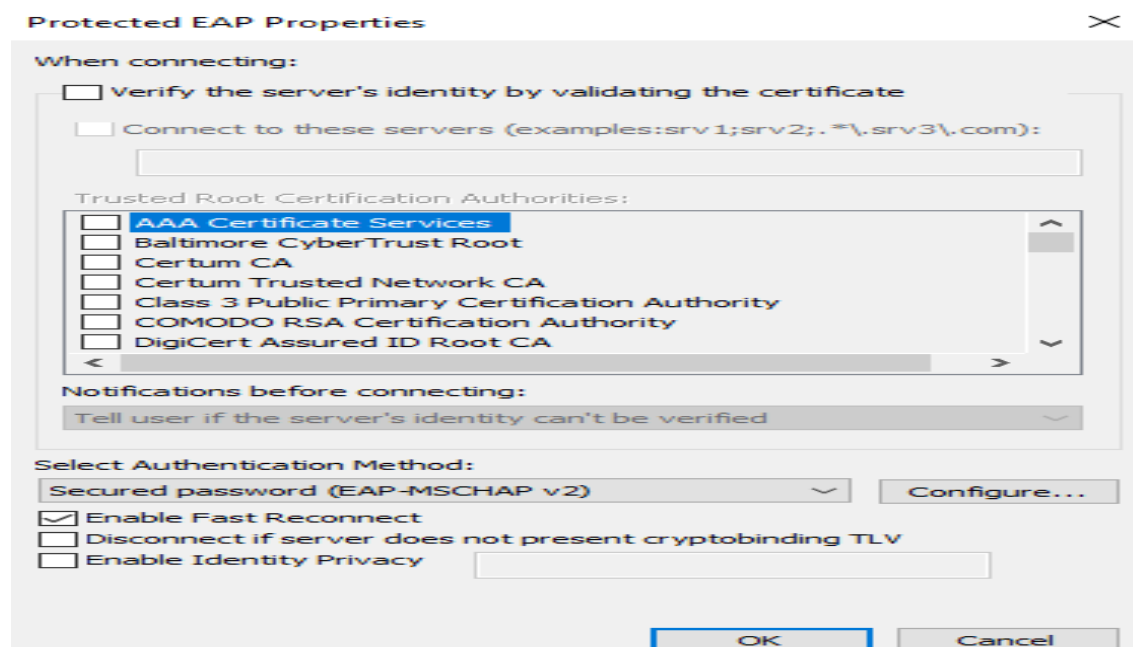 Protected EAP Properties
When connecting:
Verify the server's identity by validating the certificate
Connect to these servers (examples:srv1;srv2;.*\.srv3\.com):
Trusted Root Certification Authorities:
AAA Certificate Services
Baltimore CyberTrust Root
Certum CA
Certum Trusted Network CA
Class 3 Public Primary Certification Authority
COMODO RSA Certification Authority
DigiCert Assured ID Root CA
Notifications before connecting:
Tell user if the server's identity can't be verified
Select Authentication Method:
Secured password (EAP-MSCHAP v2) Configure...
Enable Fast Reconnect
Disconnect if server does not present cryptobinding TLV
Enable Identity Privacy
OK Cancel